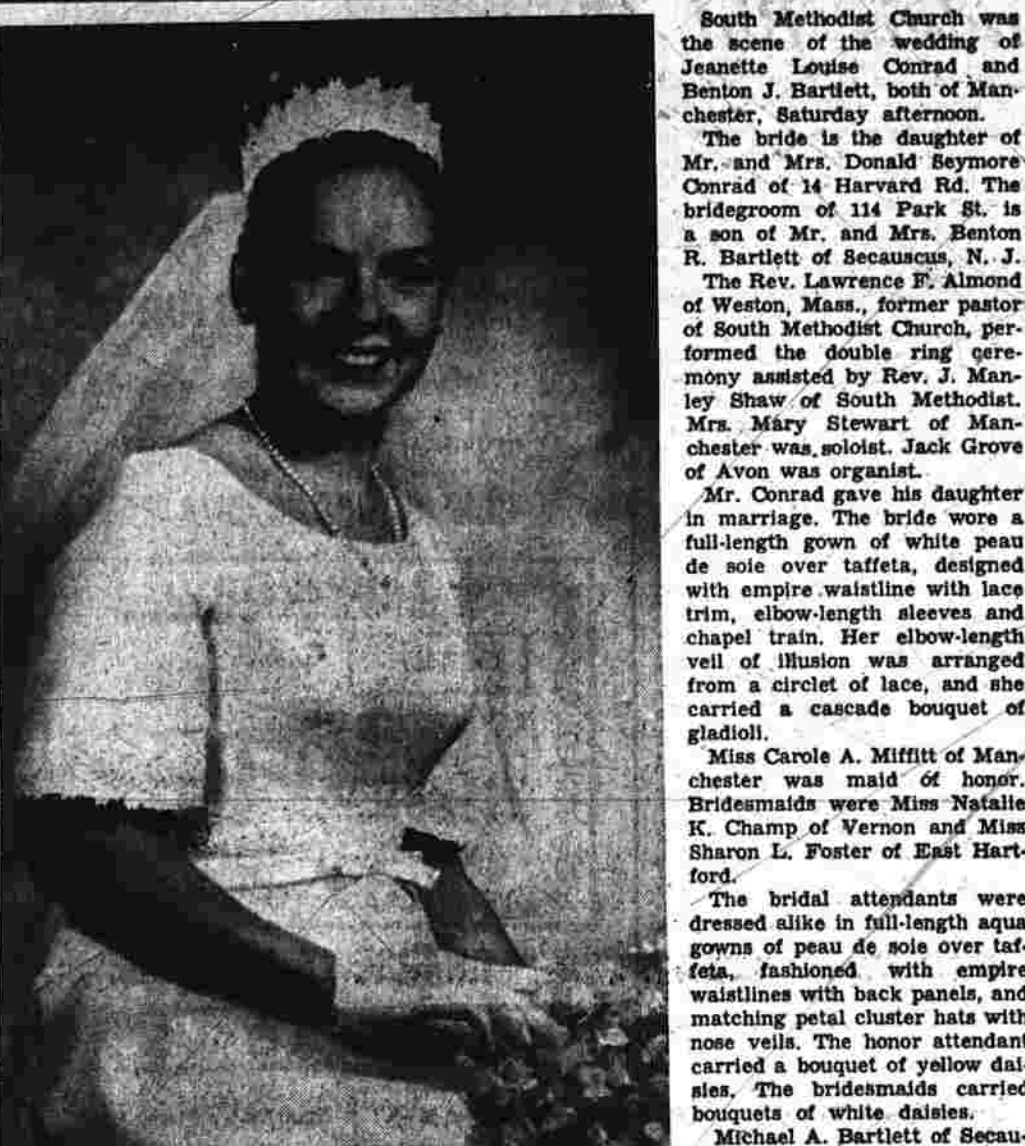 South Methodist Church was
the scene of the wedding of
Jeanette Louise Conrad and
Benton J. Bartlett, both of Man-
chester, Saturday afternoon.
The bride is the daughter of
Mr. and Mrs. Donald Seymore
Conrad of 14 Harvard Rd. The
bridegroom of 114 Park St. is
a son of Mr. and Mrs. Benton
R. Bartlett of Secauscus, N. J.
The Rev. Lawrence F. Almond
of Weston, Mass., former pastor
of South Methodist Church, per-
formed the double ring cere-
mony assisted by Rev. J. Man-
ley Shaw of South Methodist.
Mrs. Mary Stewart of Man-
chester was soloist. Jack Grove
of Avon was organist.
Mr. Conrad gave his daughter
in marriage. The bride wore a
full-length gown of white peau
de soie over taffeta, designed
with empire waistline with lace
trim, elbow-length sleeves and
chapel train. Her elbow-length
veil of illusion was arranged
from a circlet of lace, and she
carried a cascade bouquet of
gladioli.
Miss Carole A. Miffitt of Man-
chester was maid of honor.
Bridesmaids were Miss Natalie
K. Champ of Vernon and Miss
Sharon L. Foster of East Hart-
ford.
The bridal attendants were
dressed alike in full-length aqua
gowns of peau de soie over taf-
feta, fashioned with empire
waistlines with back panels, and
matching petal cluster hats with
nose veils. The honor attendant
carried a bouquet of yellow dai-
sies. The bridesmaids carried
bouquets of white daisies.
Michael A. Bartlett of Secau-